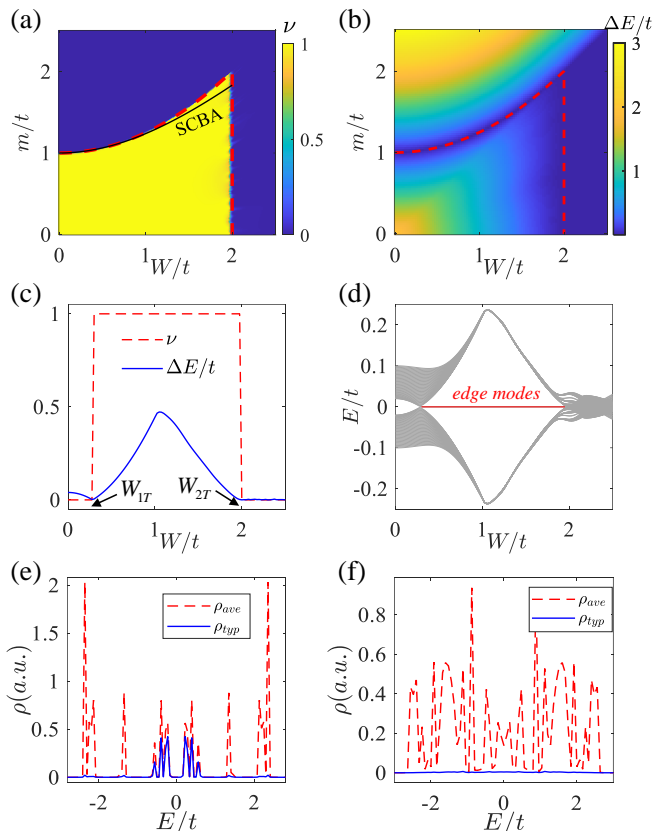 (a)
ν
m/t
2
1
0
SCBA
0
1
2
W/t
1
0.5
0
(b)
ΔE/t
m/t
2
1
0
0
1
2
W/t
3
2
1
0
(c)
1
0.5
0
ν
ΔE/t
W1T
W2T
0
1
2
W/t
(d)
E/t
0.2
0.1
0
-0.1
-0.2
edge modes
0
1
2
W/t
(e)
ρ(a.u.)
2
1.5
1
0.5
0
ρave
ρtyp
-2
0
2
E/t
(f)
ρ(a.u.)
0.8
0.6
0.4
0.2
0
ρave
ρtyp
-2
0
2
E/t